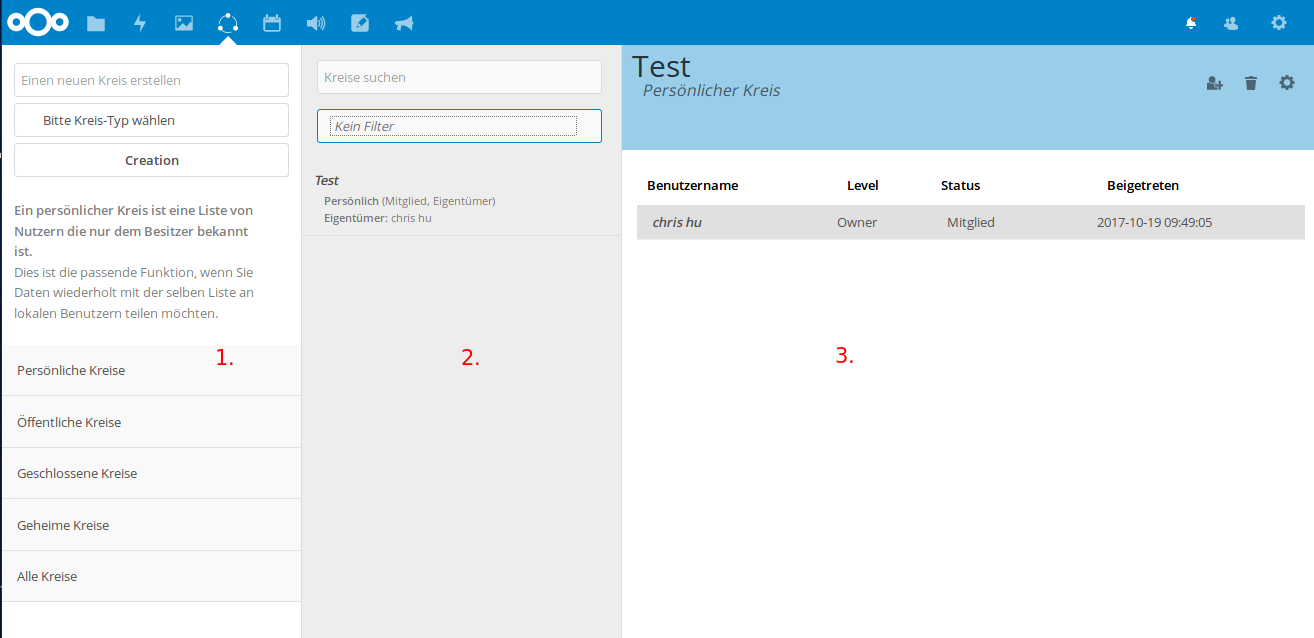 Einen neuen Kreis erstellen
Bitte Kreis-Typ wählen
Creation
Ein persönlicher Kreis ist eine Liste von
Nutzern die nur dem Besitzer bekannt
ist.
Dies ist die passende Funktion, wenn Sie
Daten wiederholt mit der selben Liste an
lokalen Benutzern teilen möchten.
1.
Persönliche Kreise
Öffentliche Kreise
Geschlossene Kreise
Geheime Kreise
Alle Kreise
Kreise suchen
Kein Filter
Test
Persönlich (Mitglied, Eigentümer)
Eigentümer: chris hu
2.
Test
Persönlicher Kreis
Benutzername Level Status Beigetreten
chris hu Owner Mitglied 2017-10-19 09:49:05
3.